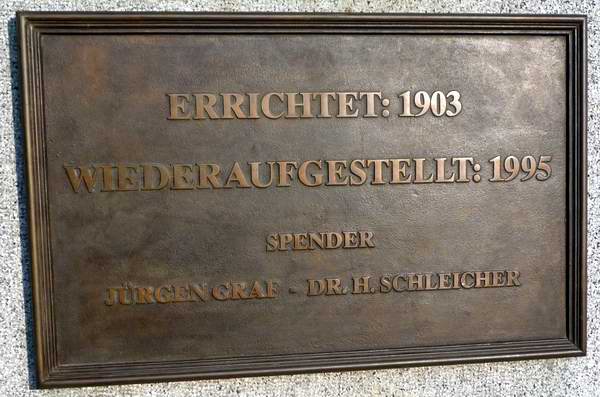 ERRICHTET: 1903
WIEDERAUFGESTELLT: 1995
SPENDER
JÜRGEN GRAF - DR. H. SCHLEICHER